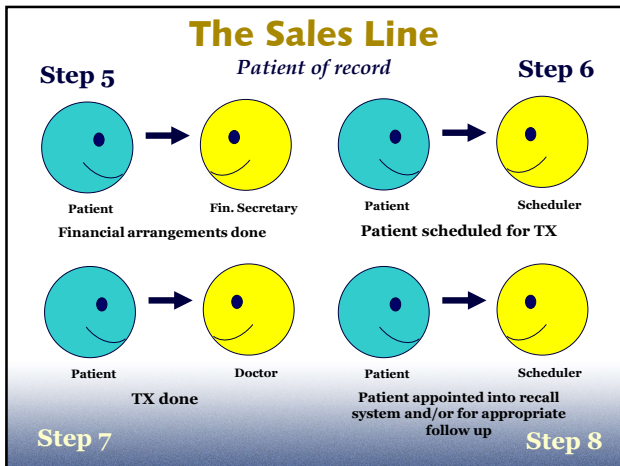 The Sales Line
Patient of record
Step 5
Patient
Fin. Secretary
Financial arrangements done
Step 6
Patient
Scheduler
Patient scheduled for TX
Patient
Doctor
TX done
Step 7
Patient
Scheduler
Patient appointed into recall
system and/or for appropriate
follow up
Step 8